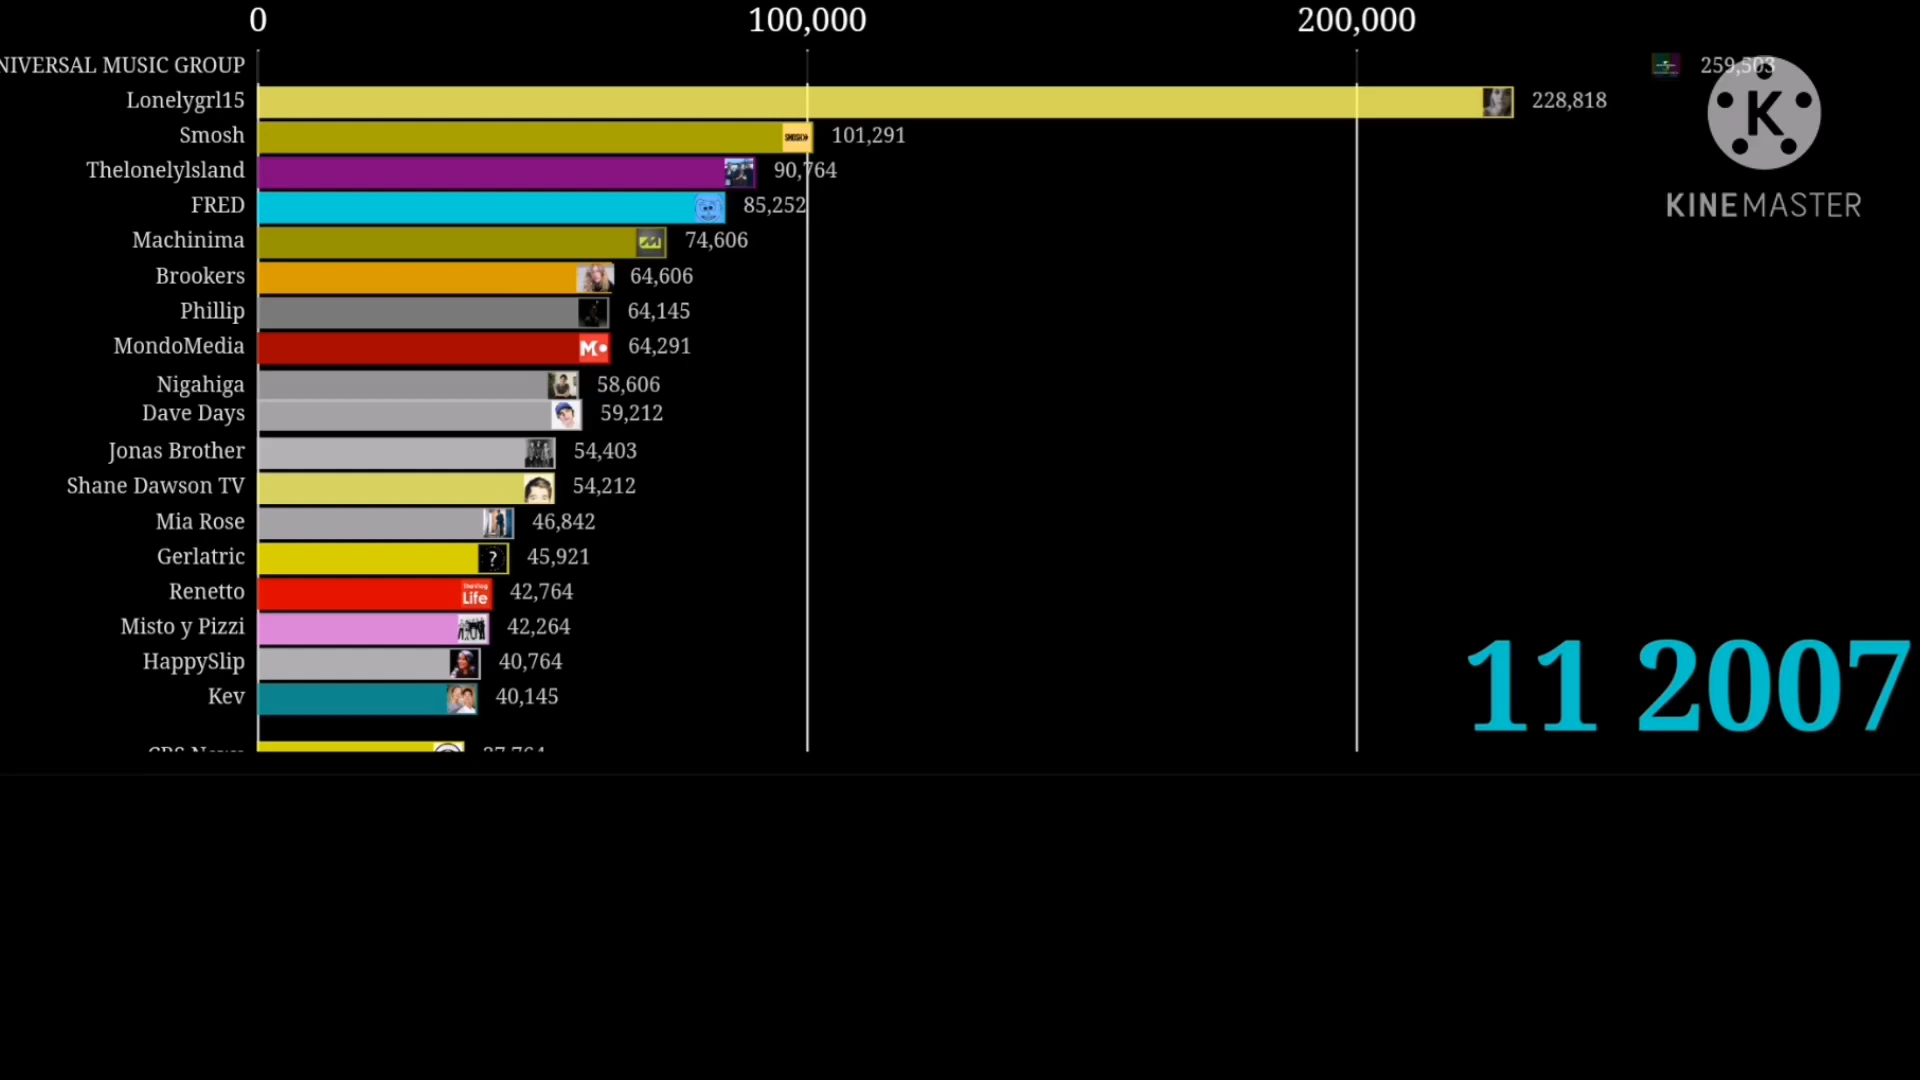 0 100,000 200,000
NIVERSAL MUSIC GROUP 259,503
Lonelygrl15 228,818
Smosh SMOSH 101,291
Thelonelylsland 90,764
FRED 85,252
Machinima 74,606
Brookers 64,606
Phillip 64,145
MondoMedia M 64,291
Nigahiga 58,606
Dave Days 59,212
Jonas Brother 54,403
Shane Dawson TV 54,212
Mia Rose 46,842
Gerlatric ? 45,921
Renetto Life 42,764
Misto y Pizzi 42,264
HappySlip 40,764
Kev 40,145
K
KINEMASTER
11 2007